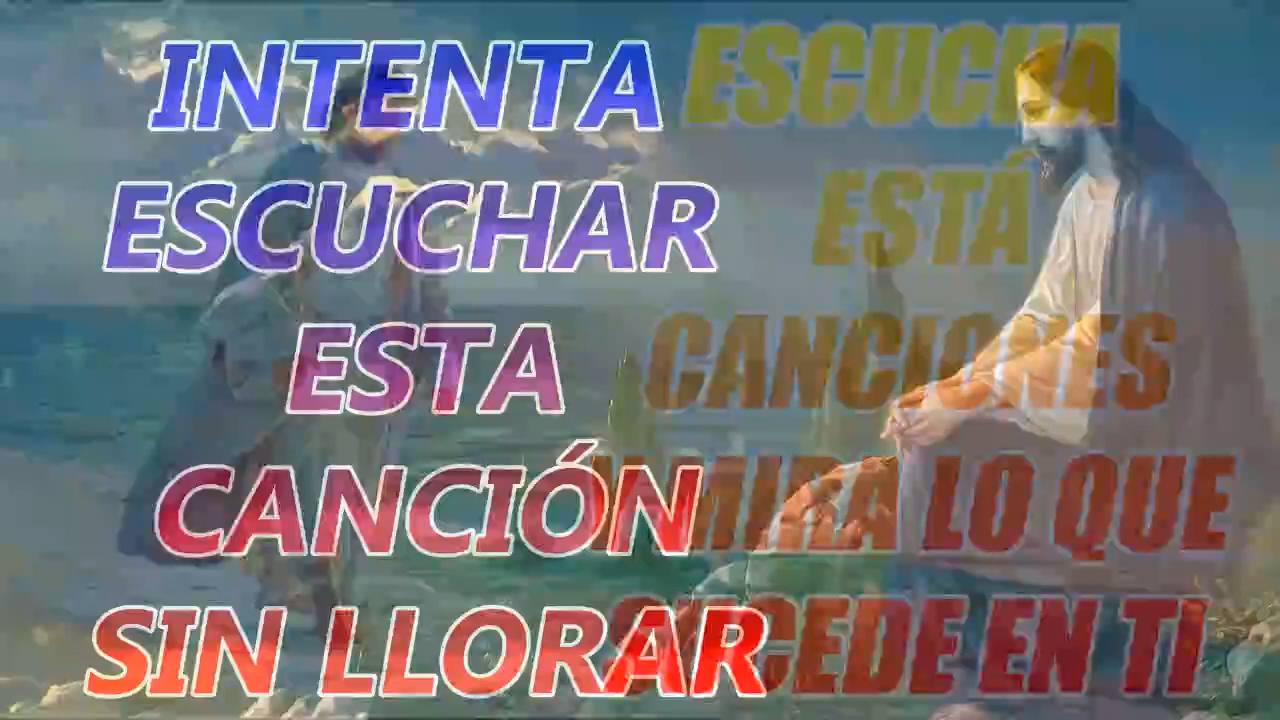 INTENTA
ESCUCHAR
ESTA
CANCIÓN
SIN LLORAR
ESCUCHA
ESTÁ
CANCIONES
MIRA LO QUE
SUCEDE EN TI